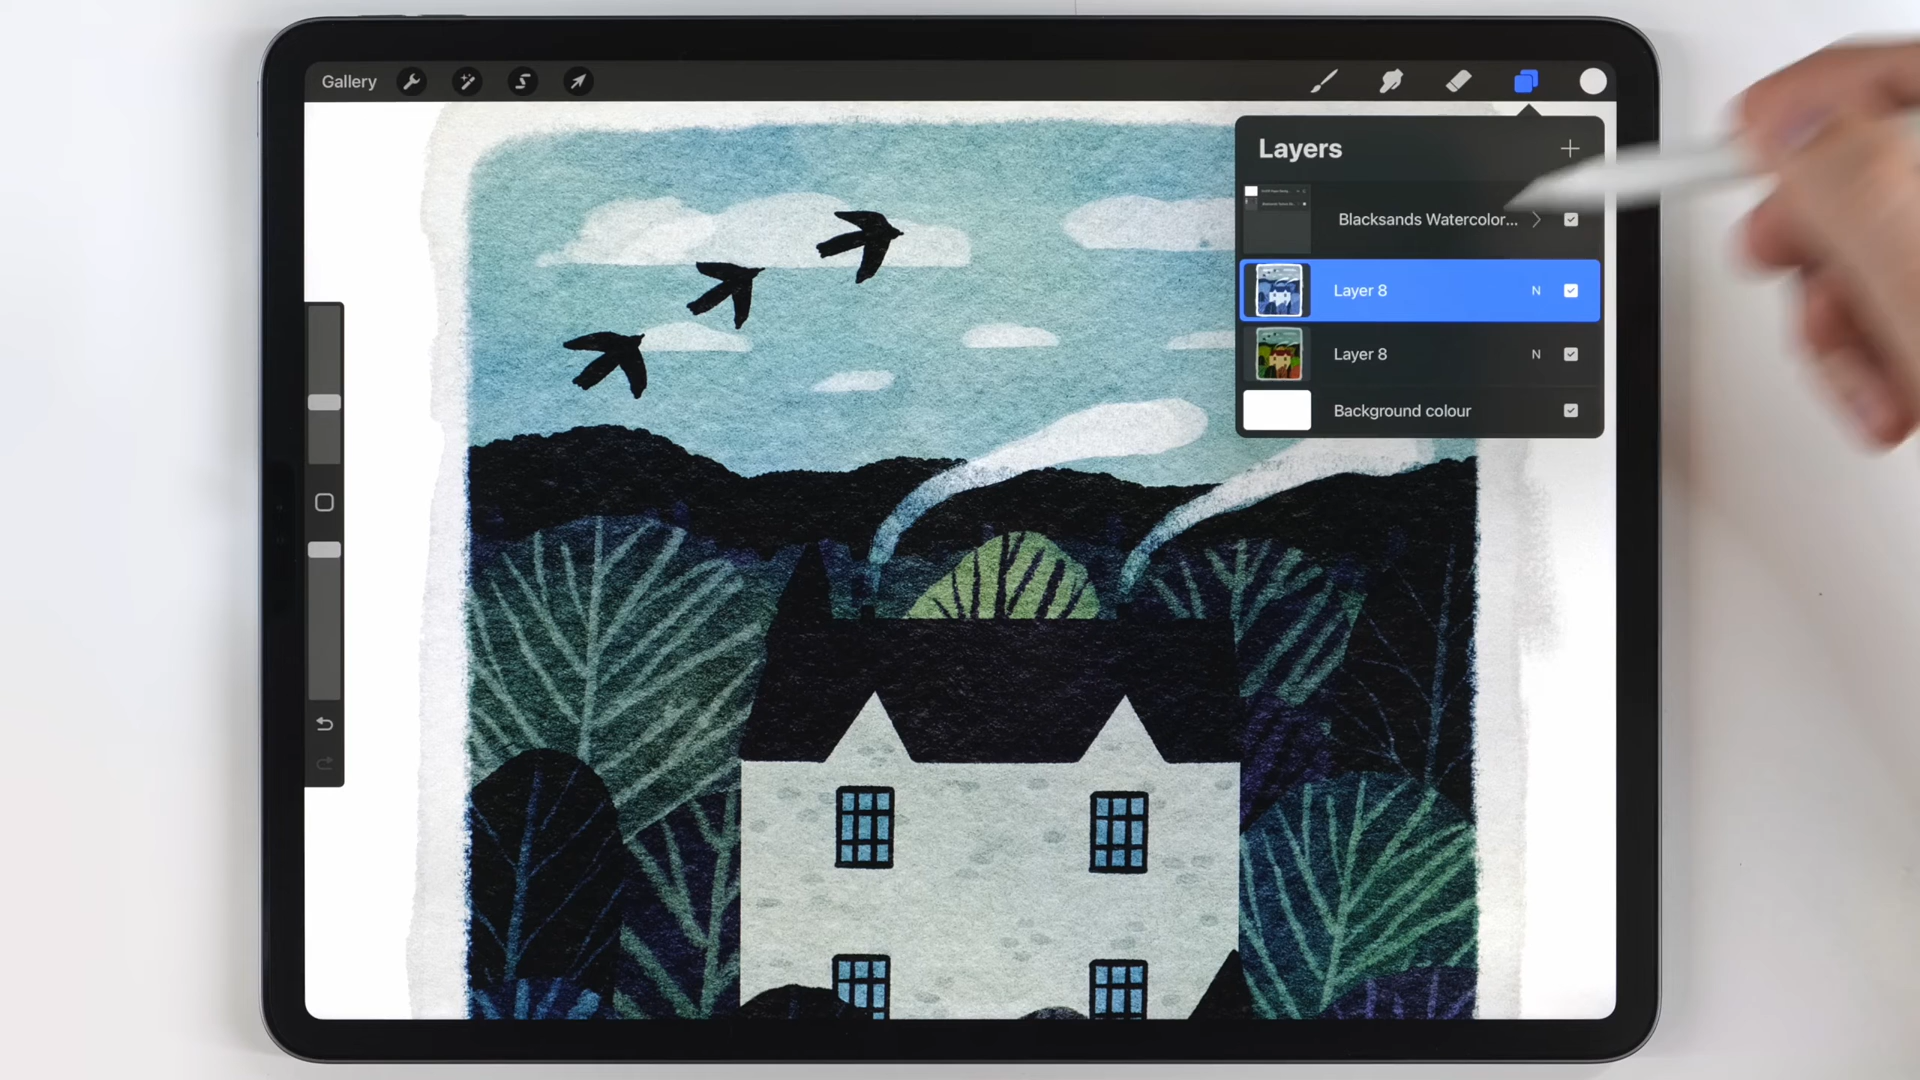 Gallery
Layers
Blacksands Watercolor...
Layer 8 N
Layer 8 N
Background colour